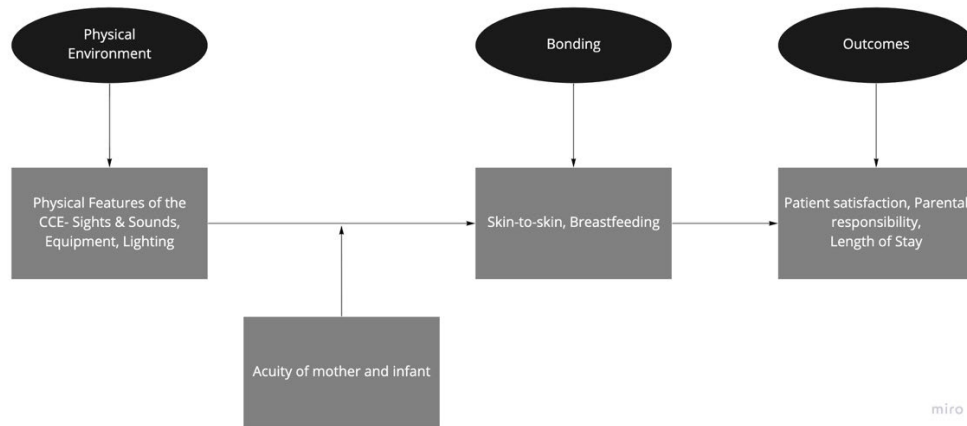 Physical
Environment
Bonding
Outcomes
Physical Features of the
CCE- Sights & Sounds,
Equipment, Lighting
Skin-to-skin, Breastfeeding
Patient satisfaction, Parental
responsibility,
Length of Stay
Acuity of mother and infant
miro